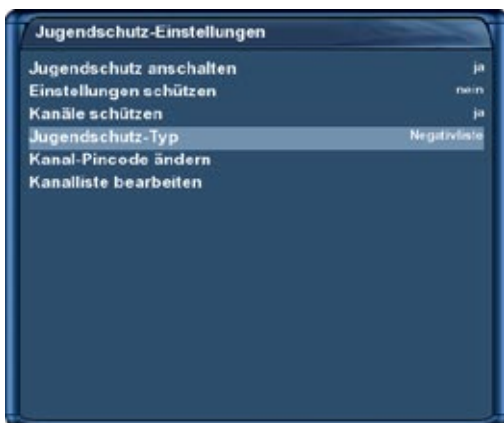 Jugendschutz-Einstellungen
Jugendschutz anschalten ja
Einstellungen schützen nein
Kanäle schützen ja
Jugendschutz-Typ Negativliste
Kanal-Pincode ändern
Kanalliste bearbeiten